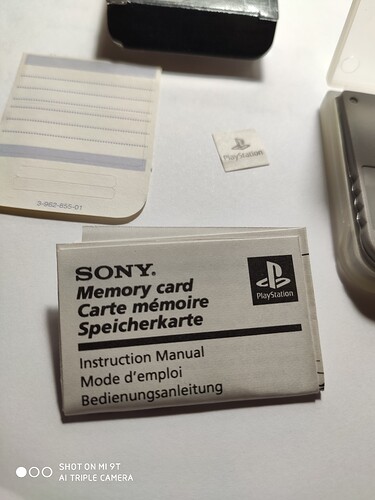 3-962-855-01
PlayStation
SONY®
Memory card
Carte mémoire
Speicherkarte
PlayStation
Instruction Manual
Mode d'emploi
Bedienungsanleitung
SHOT ON MI 9T
AI TRIPLE CAMERA